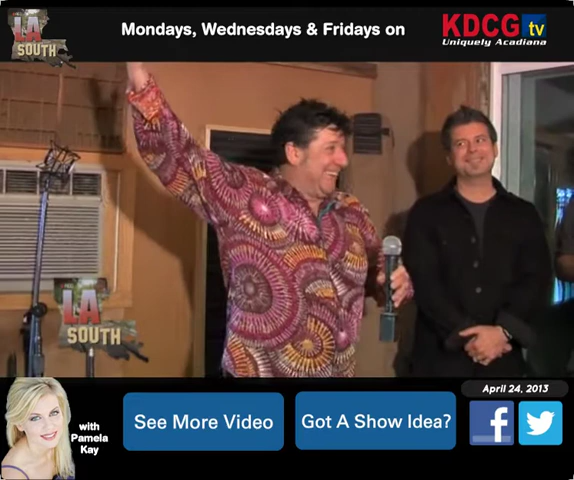 LA
SOUTH
Mondays, Wednesdays & Fridays on
KDCG tv
Uniquely Acadiana
LA
SOUTH
with
Pamela
Kay
See More Video
Got A Show Idea?
April 24, 2013